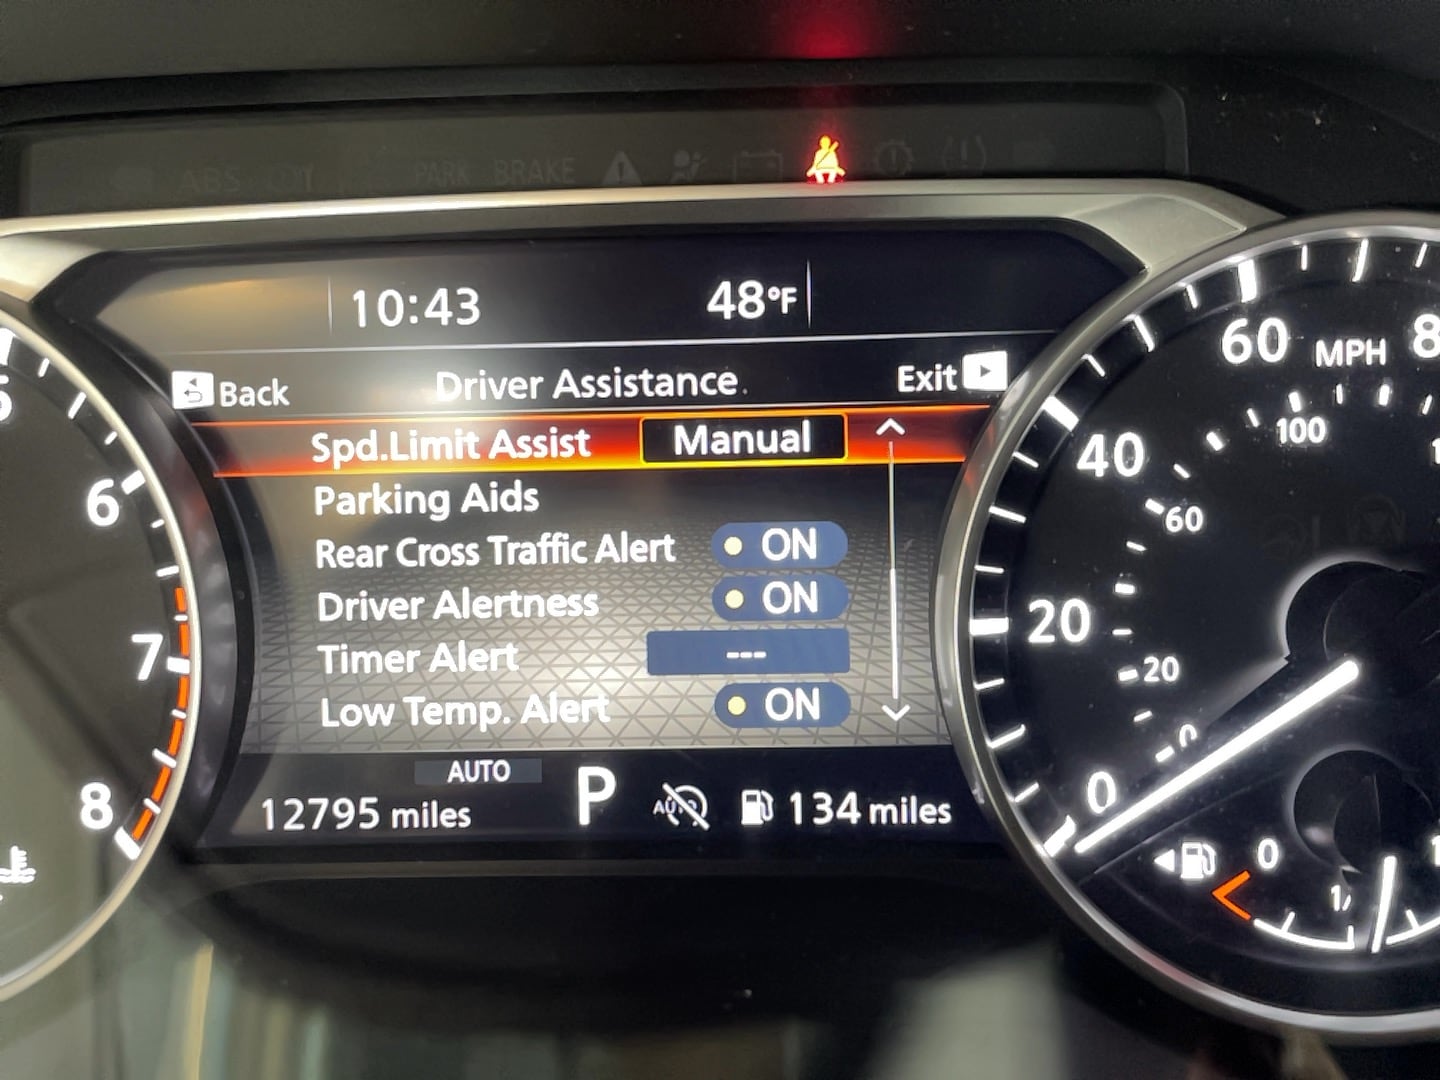 ABS
PARK BRAKE
10:43 48°F
Back Driver Assistance Exit
Spd.Limit Assist Manual
Parking Aids
Rear Cross Traffic Alert ON
Driver Alertness ON
Timer Alert ---
Low Temp. Alert ON
AUTO
12795 miles P AUTO 134 miles
6
7
8
60 MPH
40
20
0
100
60
20
0
0